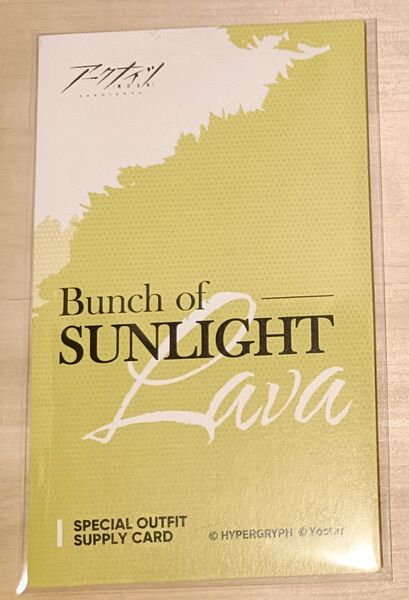 アークナイツ
Bunch of
SUNLIGHT
Lava
SPECIAL OUTFIT
SUPPLY CARD
© HYPERGRYPH © Yostar